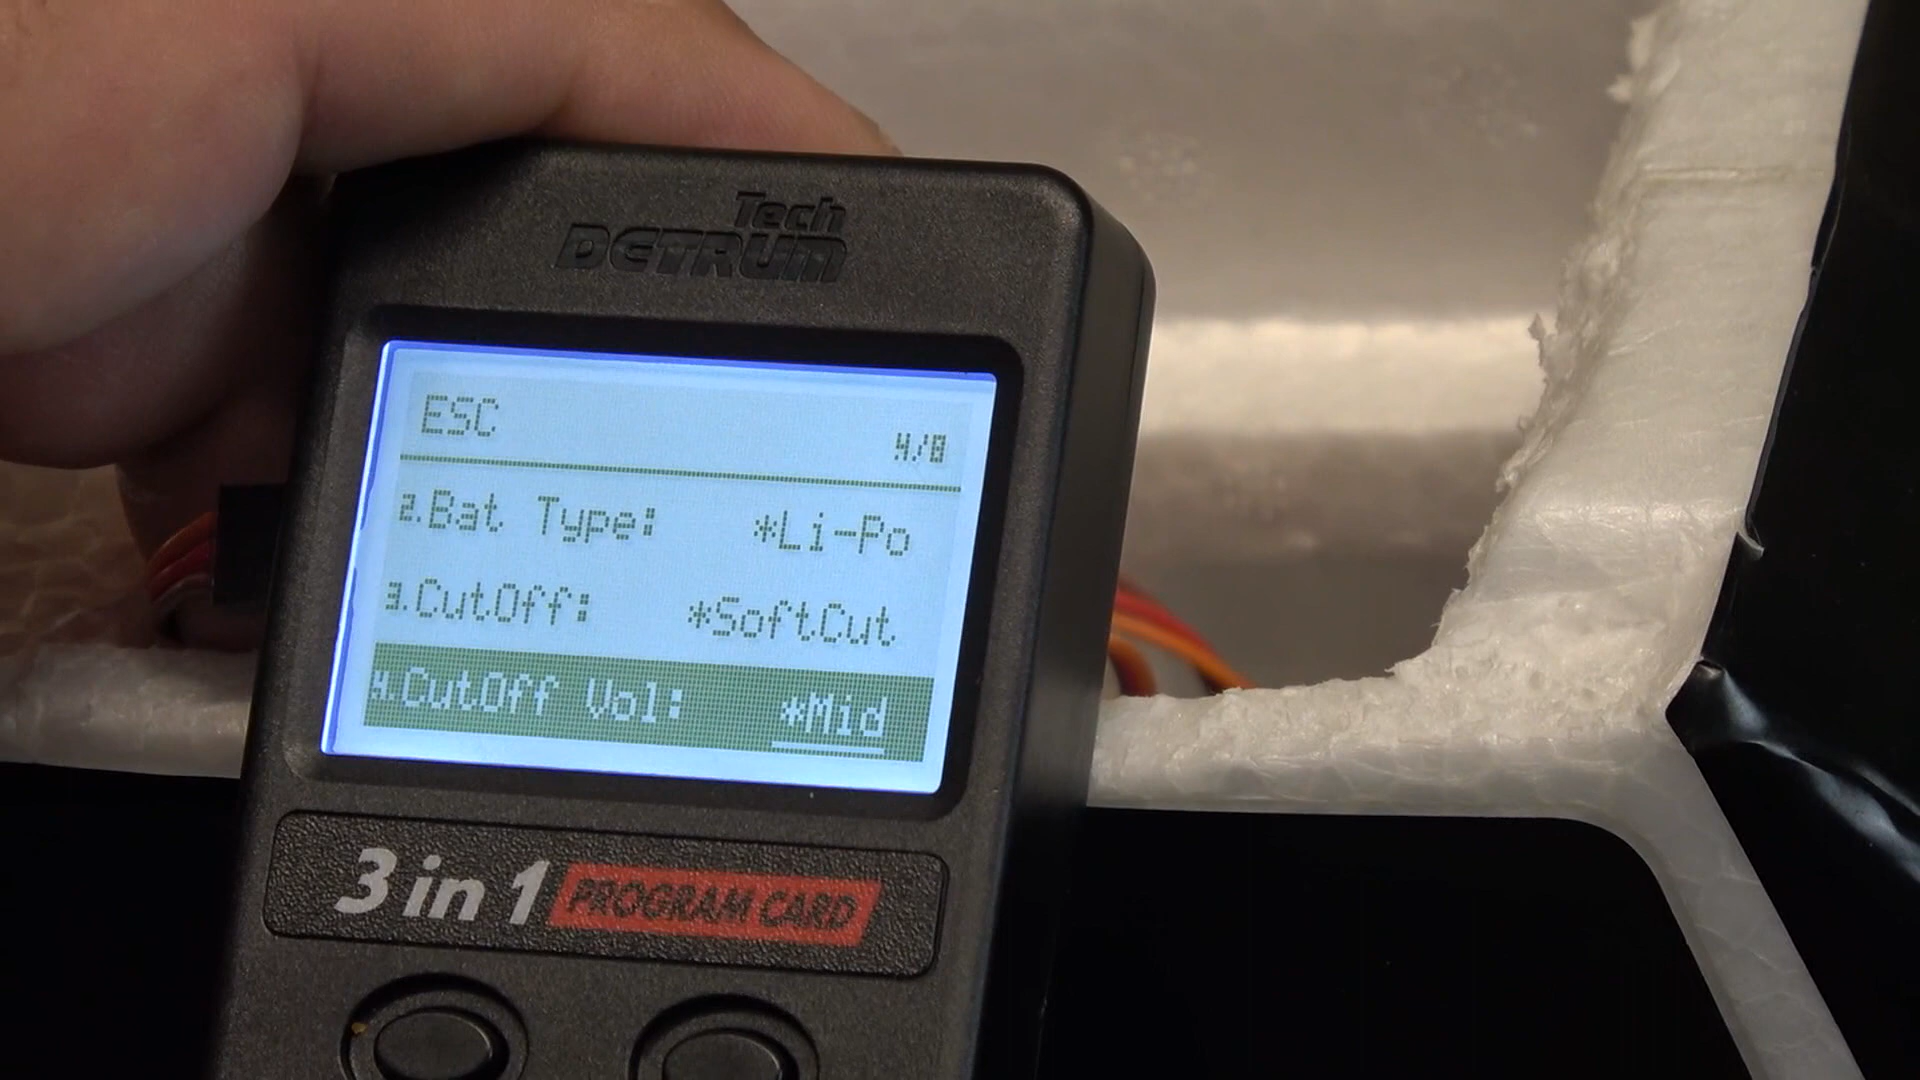 Tech
DETRUM
ESC
4/8
2.Bat Type: *Li-Po
3.CutOff: *SoftCut
4.CutOff Vol: *Mid
3 in 1 PROGRAM CARD